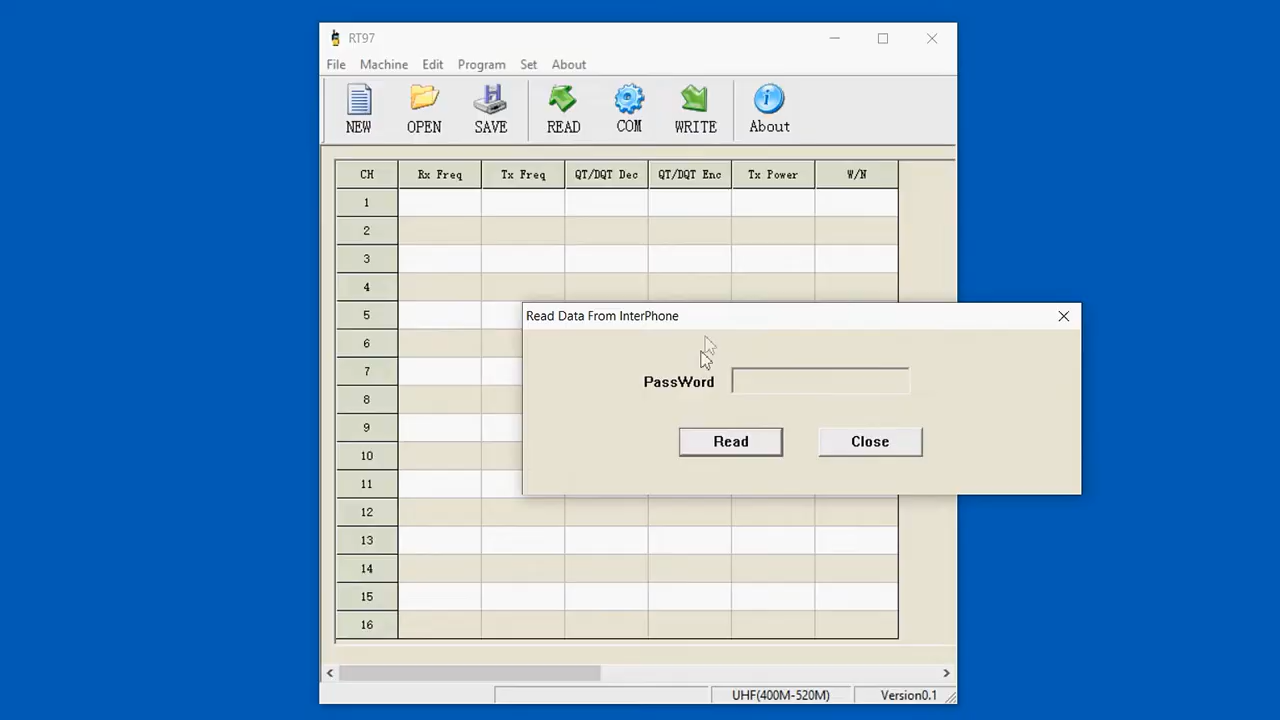 RT97
File Machine Edit Program Set About
NEW OPEN SAVE READ COM WRITE About
CH Rx Freq Tx Freq QT/DQT Dec QT/DQT Enc Tx Power W/N
1
2
3
4
5
6
7
8
9
10
11
12
13
14
15
16
Read Data From InterPhone
PassWord
Read Close
UHF(400M-520M) Version0.1